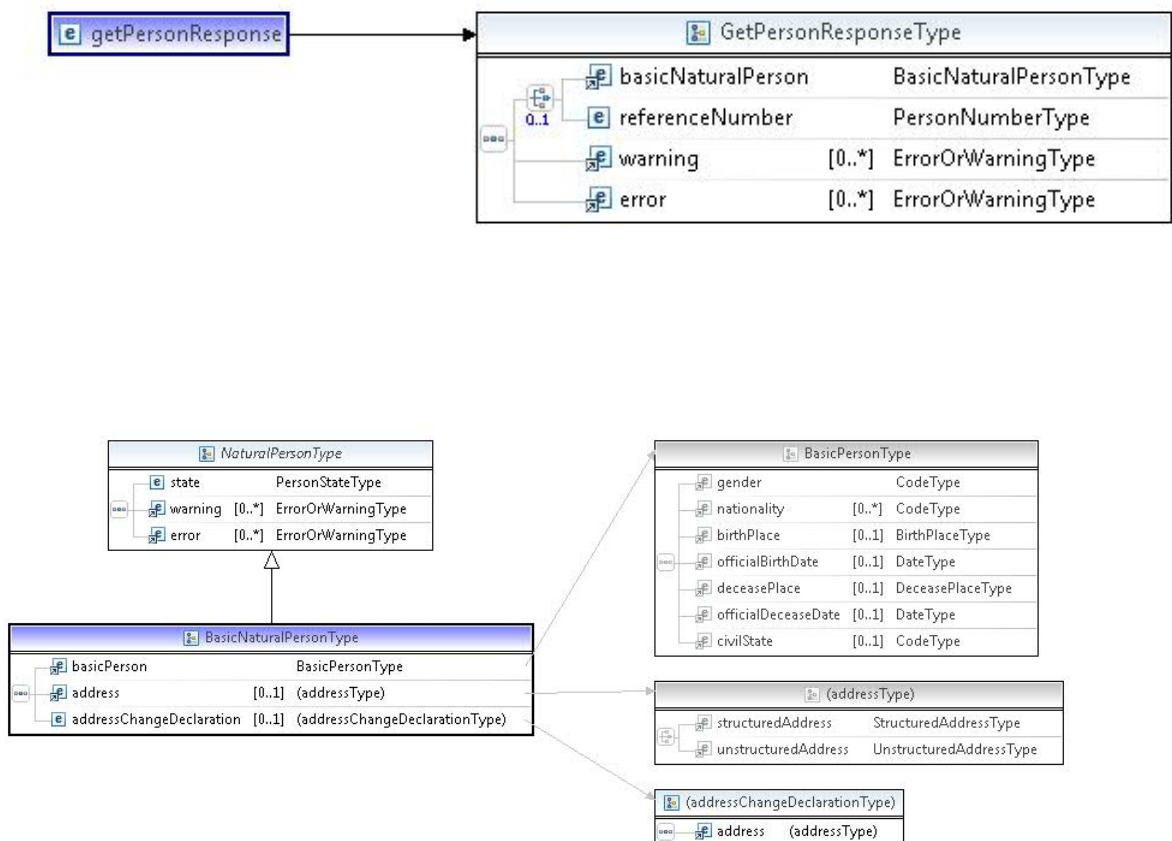 getPersonResponse
GetPersonResponseType
basicNaturalPerson BasicNaturalPersonType
0..1
referenceNumber PersonNumberType
warning [0..*] ErrorOrWarningType
error [0..*] ErrorOrWarningType
NaturalPersonType
state PersonStateType
warning [0..*] ErrorOrWarningType
error [0..*] ErrorOrWarningType
BasicNaturalPersonType
basicPerson BasicPersonType
address [0..1] (addressType)
addressChangeDeclaration [0..1] (addressChangeDeclarationType)
BasicPersonType
gender CodeType
nationality [0..*] CodeType
birthPlace [0..1] BirthPlaceType
officialBirthDate [0..1] DateType
deceasePlace [0..1] DeceasePlaceType
officialDeceaseDate [0..1] DateType
civilState [0..1] CodeType
(addressType)
structuredAddress StructuredAddressType
unstructuredAddress UnstructuredAddressType
(addressChangeDeclarationType)
address (addressType)